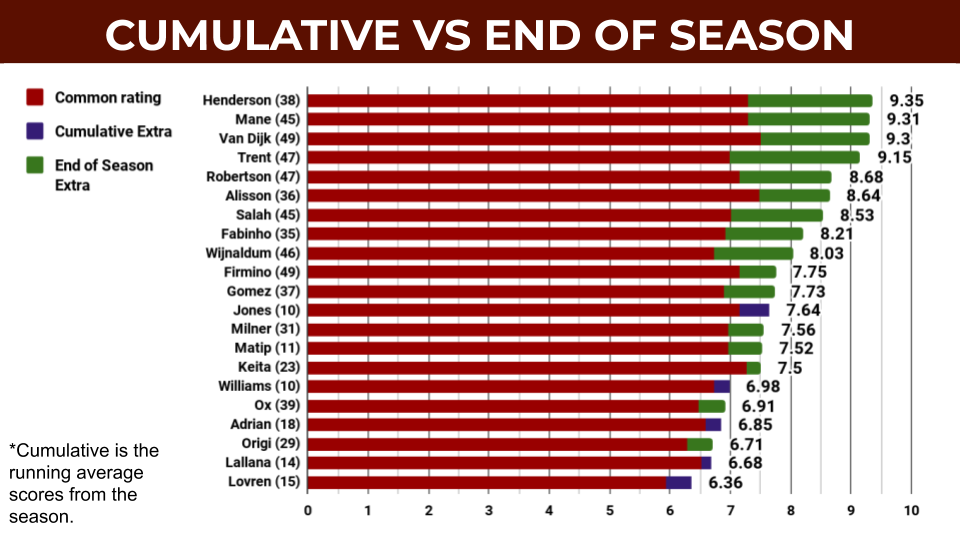 CUMULATIVE VS END OF SEASON
Common rating
Cumulative Extra
End of Season
Extra
Henderson (38) 9.35
Mane (45) 9.31
Van Dijk (49) 9.3
Trent (47) 9.15
Robertson (47) 8.68
Alisson (36) 8.64
Salah (45) 8.53
Fabinho (35) 8.21
Wijnaldum (46) 8.03
Firmino (49) 7.75
Gomez (37) 7.73
Jones (10) 7.64
Milner (31) 7.56
Matip (11) 7.52
Keita (23) 7.5
Williams (10) 6.98
Ox (39) 6.91
Adrian (18) 6.85
Origi (29) 6.71
Lallana (14) 6.68
Lovren (15) 6.36
0 1 2 3 4 5 6 7 8 9 10
*Cumulative is the
running average
scores from the
season.